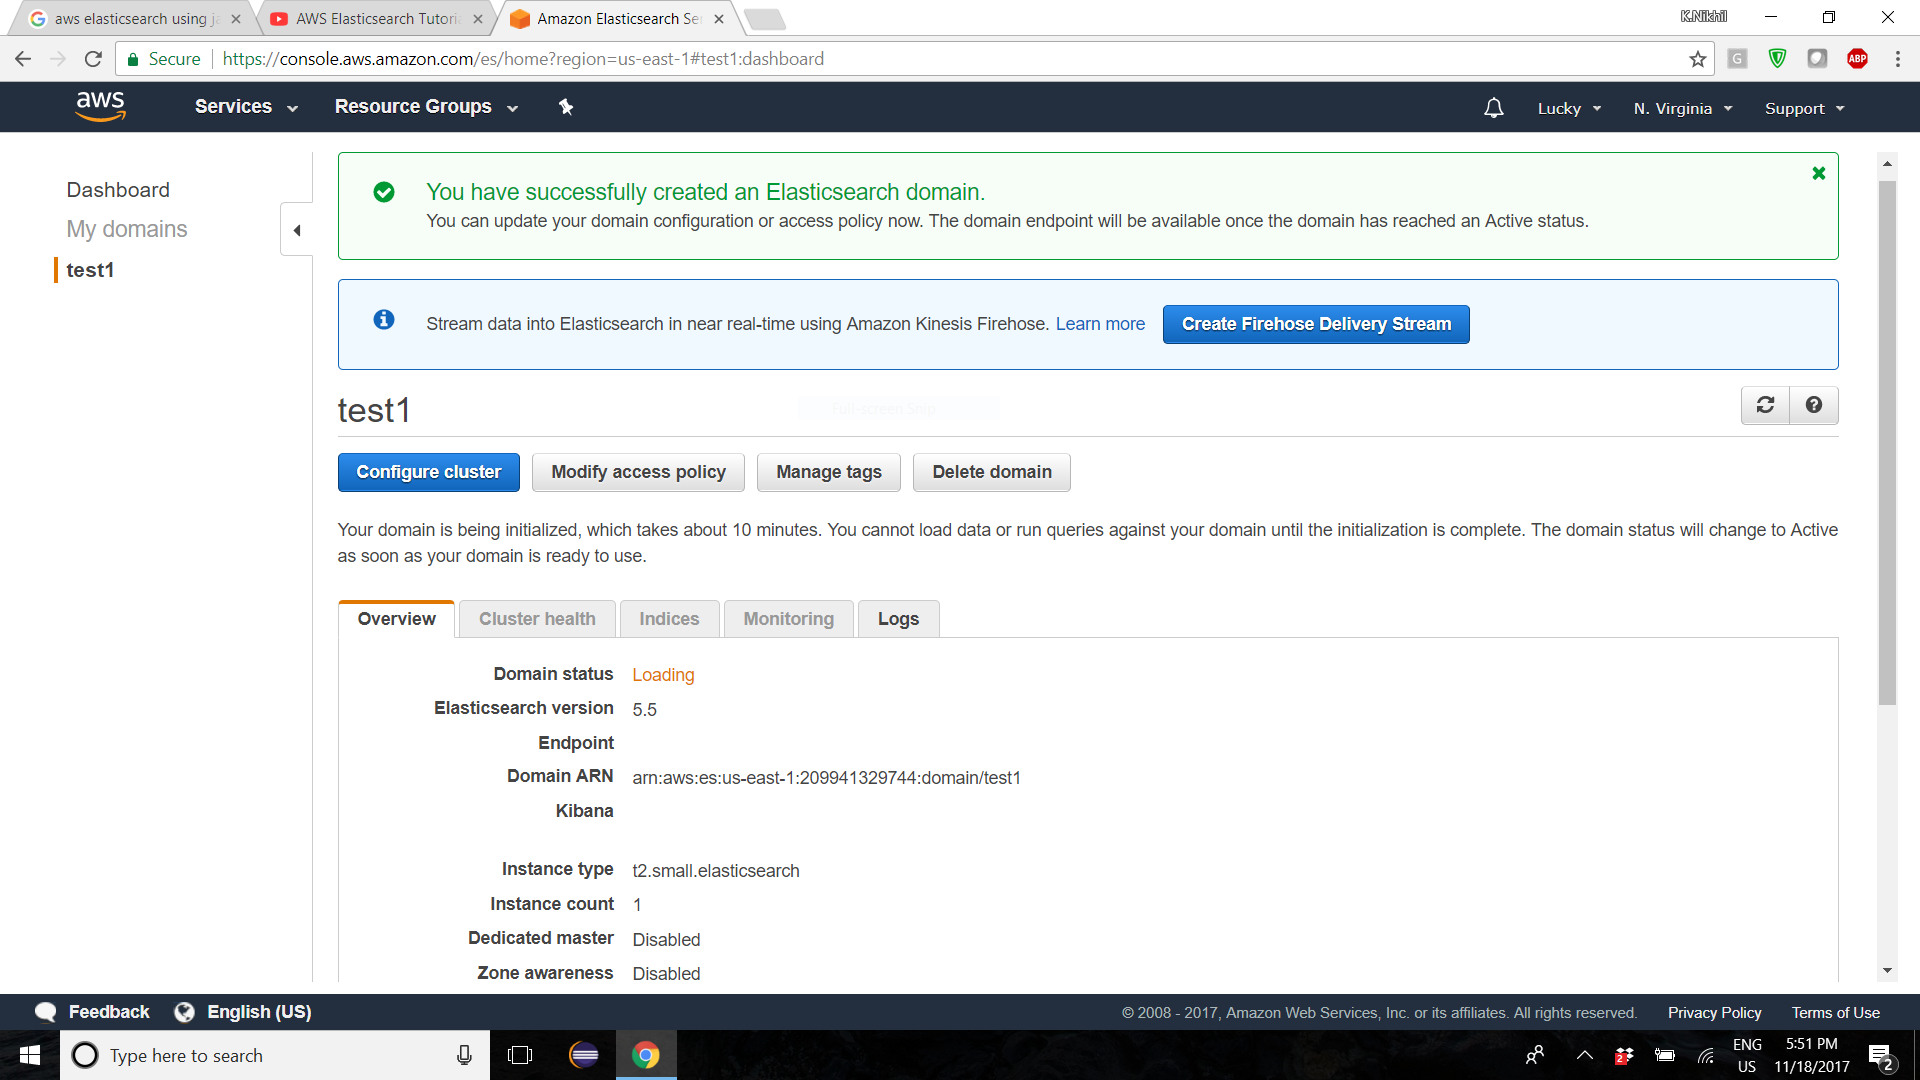 aws elasticsearch using ja
AWS Elasticsearch Tutori
Amazon Elasticsearch Ser
K.Nikhil
Secure
https://console.aws.amazon.com/es/home?region=us-east-1#test1:dashboard
G
ABP
aws
Services
Resource Groups
Lucky
N. Virginia
Support
Dashboard
My domains
test1
You have successfully created an Elasticsearch domain.
You can update your domain configuration or access policy now. The domain endpoint will be available once the domain has reached an Active status.
Stream data into Elasticsearch in near real-time using Amazon Kinesis Firehose. Learn more
Create Firehose Delivery Stream
test1
Full-screen Snip
Configure cluster
Modify access policy
Manage tags
Delete domain
Your domain is being initialized, which takes about 10 minutes. You cannot load data or run queries against your domain until the initialization is complete. The domain status will change to Active
as soon as your domain is ready to use.
Overview
Cluster health
Indices
Monitoring
Logs
Domain status Loading
Elasticsearch version 5.5
Endpoint
Domain ARN arn:aws:es:us-east-1:209941329744:domain/test1
Kibana
Instance type t2.small.elasticsearch
Instance count 1
Dedicated master Disabled
Zone awareness Disabled
Feedback
English (US)
© 2008 - 2017, Amazon Web Services, Inc. or its affiliates. All rights reserved.
Privacy Policy
Terms of Use
Type here to search
2
ENG
US
5:51 PM
11/18/2017
2